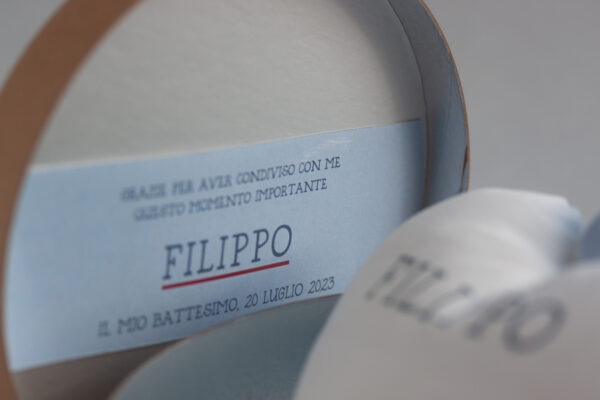 GRAZIE PER AVER CONDIVISO CON ME
QUESTO MOMENTO IMPORTANTE
FILIPPO
IL MIO BATTESIMO, 20 LUGLIO 2023
FILIPPO